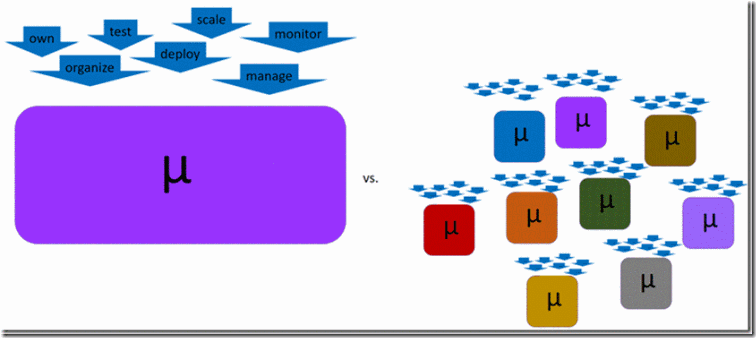 own
test
scale
monitor
organize
deploy
manage
μ
vs.
μ
μ
μ
μ
μ
μ
μ
μ
μ